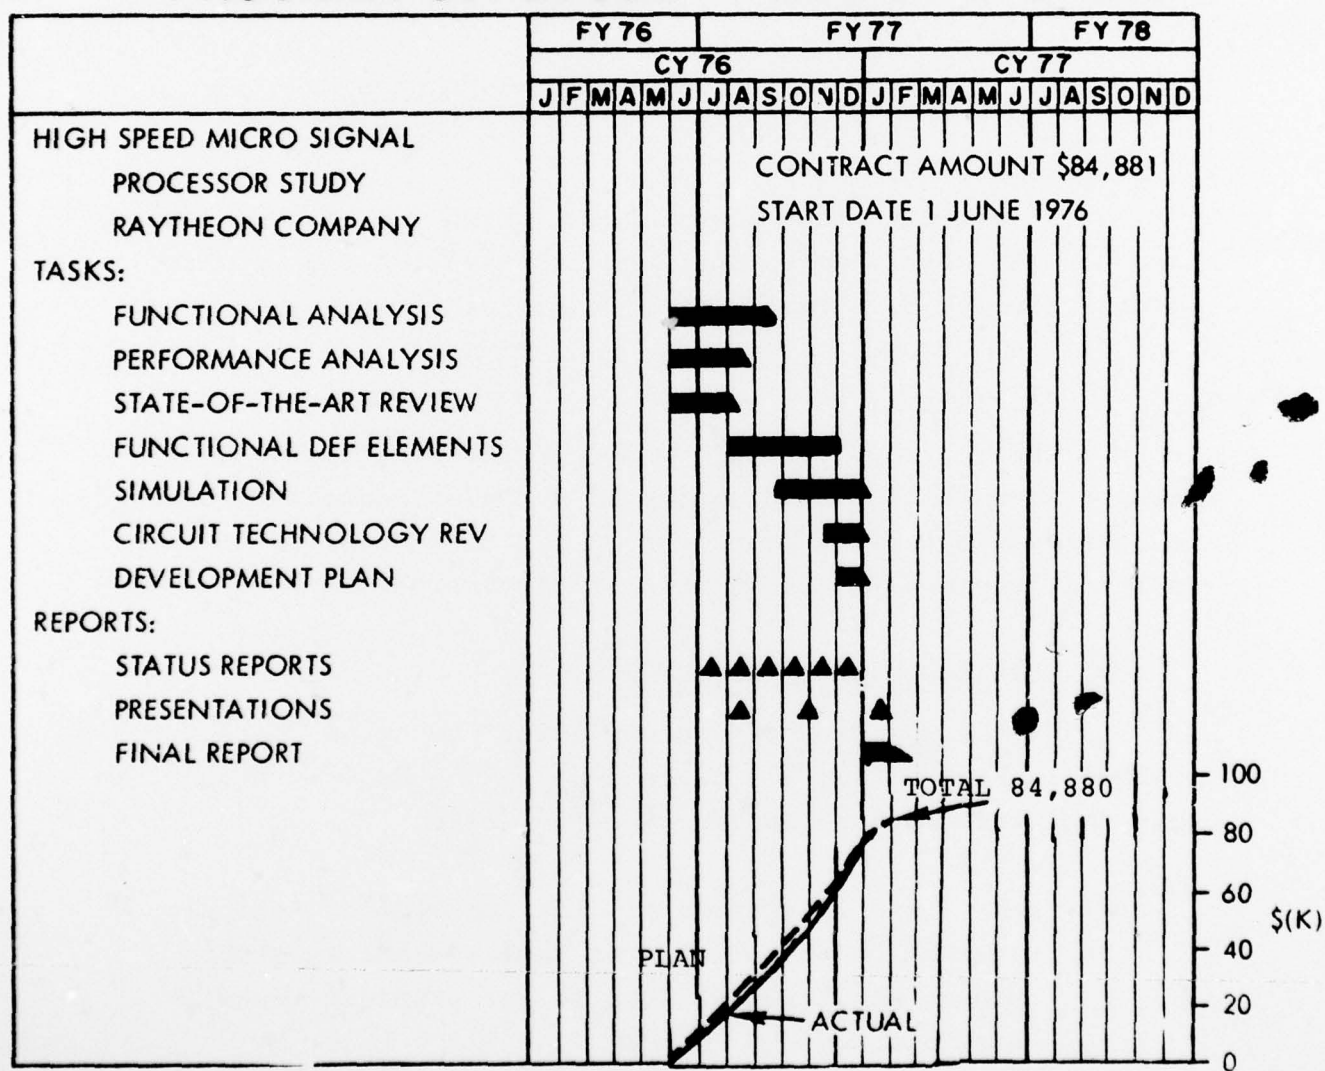 FY 76 FY 77 FY 78
CY 76 CY 77
J F M A M J J A S O N D J F M A M J J A S O N D
HIGH SPEED MICRO SIGNAL
PROCESSOR STUDY
RAYTHEON COMPANY
CONTRACT AMOUNT $84,881
START DATE 1 JUNE 1976
TASKS:
FUNCTIONAL ANALYSIS
PERFORMANCE ANALYSIS
STATE-OF-THE-ART REVIEW
FUNCTIONAL DEF ELEMENTS
SIMULATION
CIRCUIT TECHNOLOGY REV
DEVELOPMENT PLAN
REPORTS:
STATUS REPORTS
PRESENTATIONS
FINAL REPORT
100
TOTAL 84,880
80
60
$(K)
40
PLAN
20
ACTUAL
0